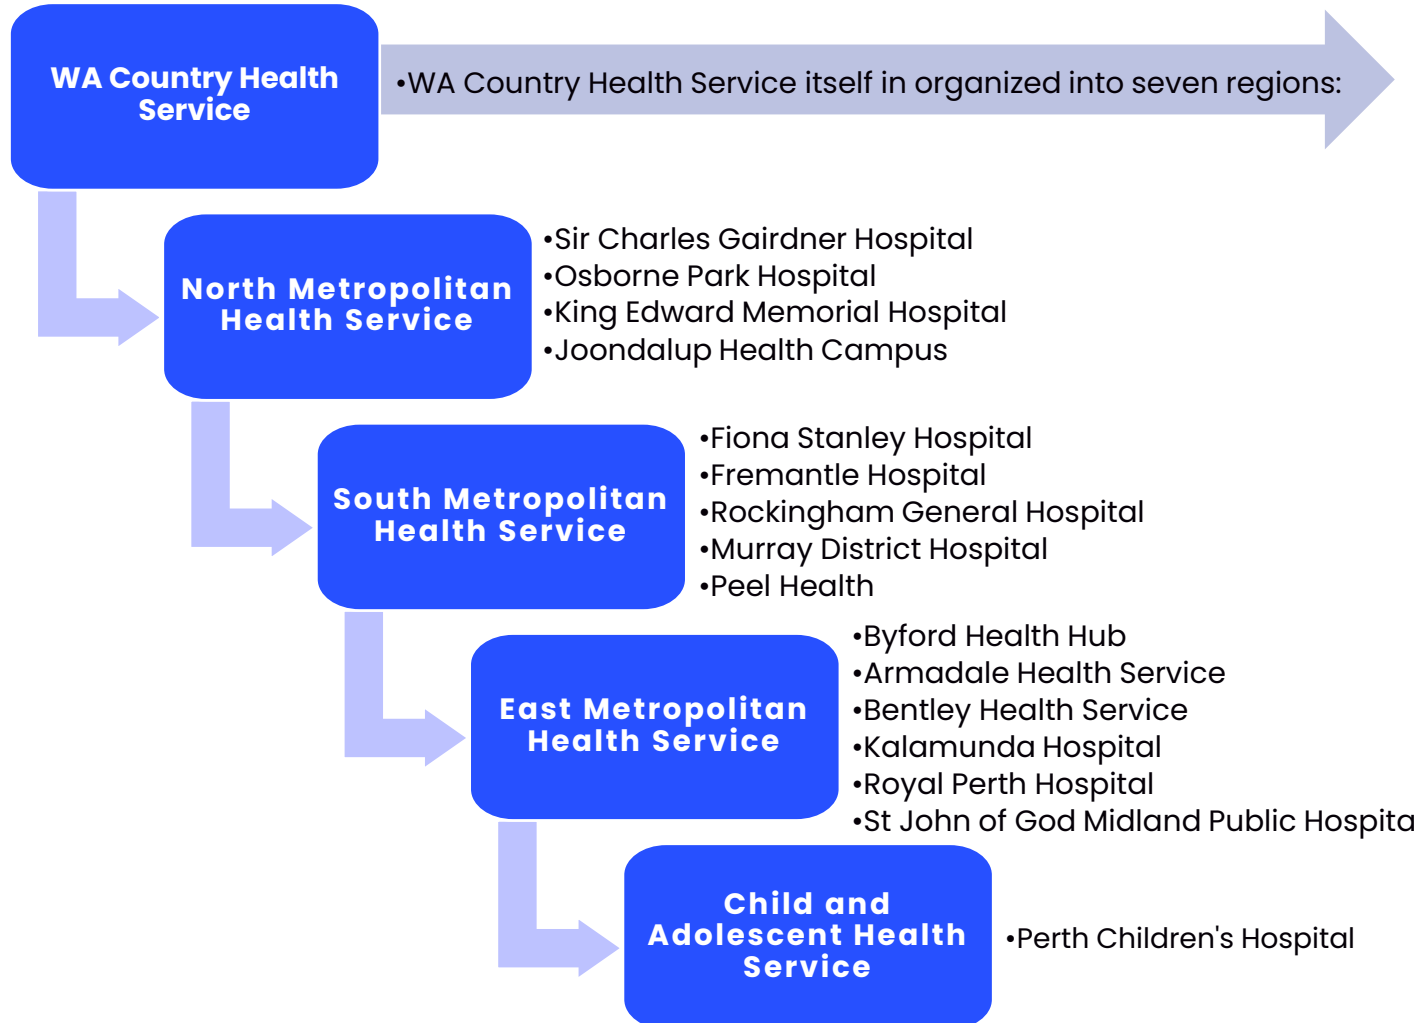 WA Country Health
Service
•WA Country Health Service itself in organized into seven regions:
North Metropolitan
Health Service
•Sir Charles Gairdner Hospital
•Osborne Park Hospital
•King Edward Memorial Hospital
•Joondalup Health Campus
South Metropolitan
Health Service
•Fiona Stanley Hospital
•Fremantle Hospital
•Rockingham General Hospital
•Murray District Hospital
•Peel Health
East Metropolitan
Health Service
•Byford Health Hub
•Armadale Health Service
•Bentley Health Service
•Kalamunda Hospital
•Royal Perth Hospital
•St John of God Midland Public Hospita
Child and
Adolescent Health
Service
•Perth Children's Hospital